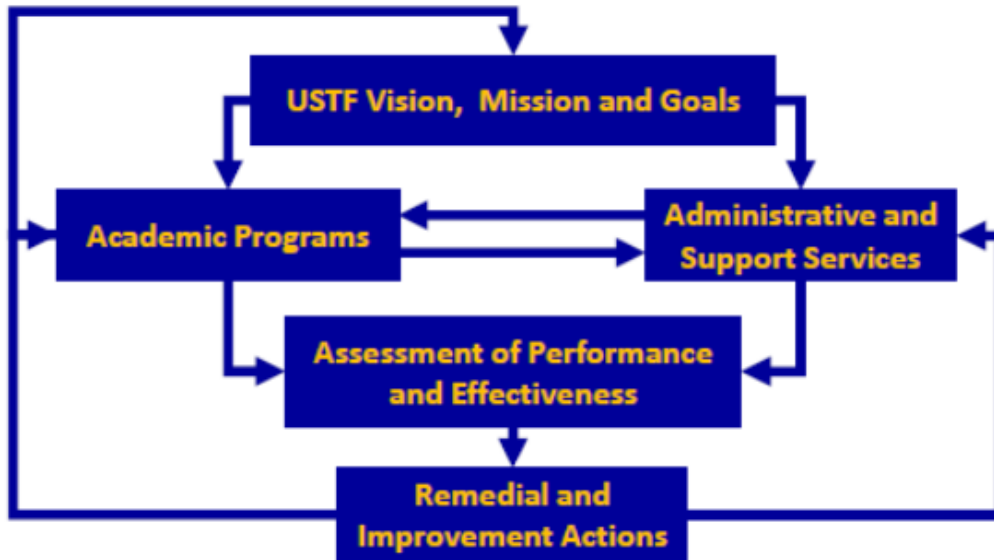 USTF Vision, Mission and Goals
Academic Programs
Administrative and
Support Services
Assessment of Performance
and Effectiveness
Remedial and
Improvement Actions